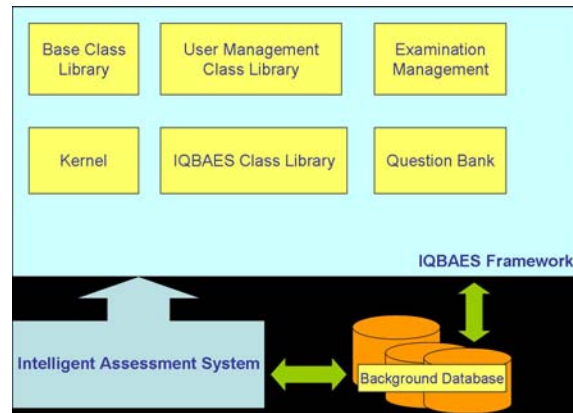 Base Class
Library
User Management
Class Library
Examination
Management
Kernel
IQBAES Class Library
Question Bank
IQBAES Framework
Intelligent Assessment System
Background Database